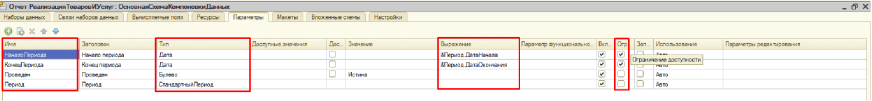 Отчет РеализацияТоваровИУслуг: ОсновнаяСхемаКомпоновкиДанных
Наборы данных Связи наборов данных Вычисляемые поля Ресурсы Параметры Макеты Вложенные схемы Настройки
Имя Заголовок Тип Доступные значения Дос... Значение Выражение Параметр функционально... Вкл. Огр Зап... Использование Параметры редактирования
НачалоПериода Начало периода Дата &Период.ДатаНачала Авто
КонецПериода Конец периода Дата &Период.ДатаОкончания
Ограничение доступности
Проведен Проведен Булево Истина Авто
Период Период СтандартныйПериод Авто